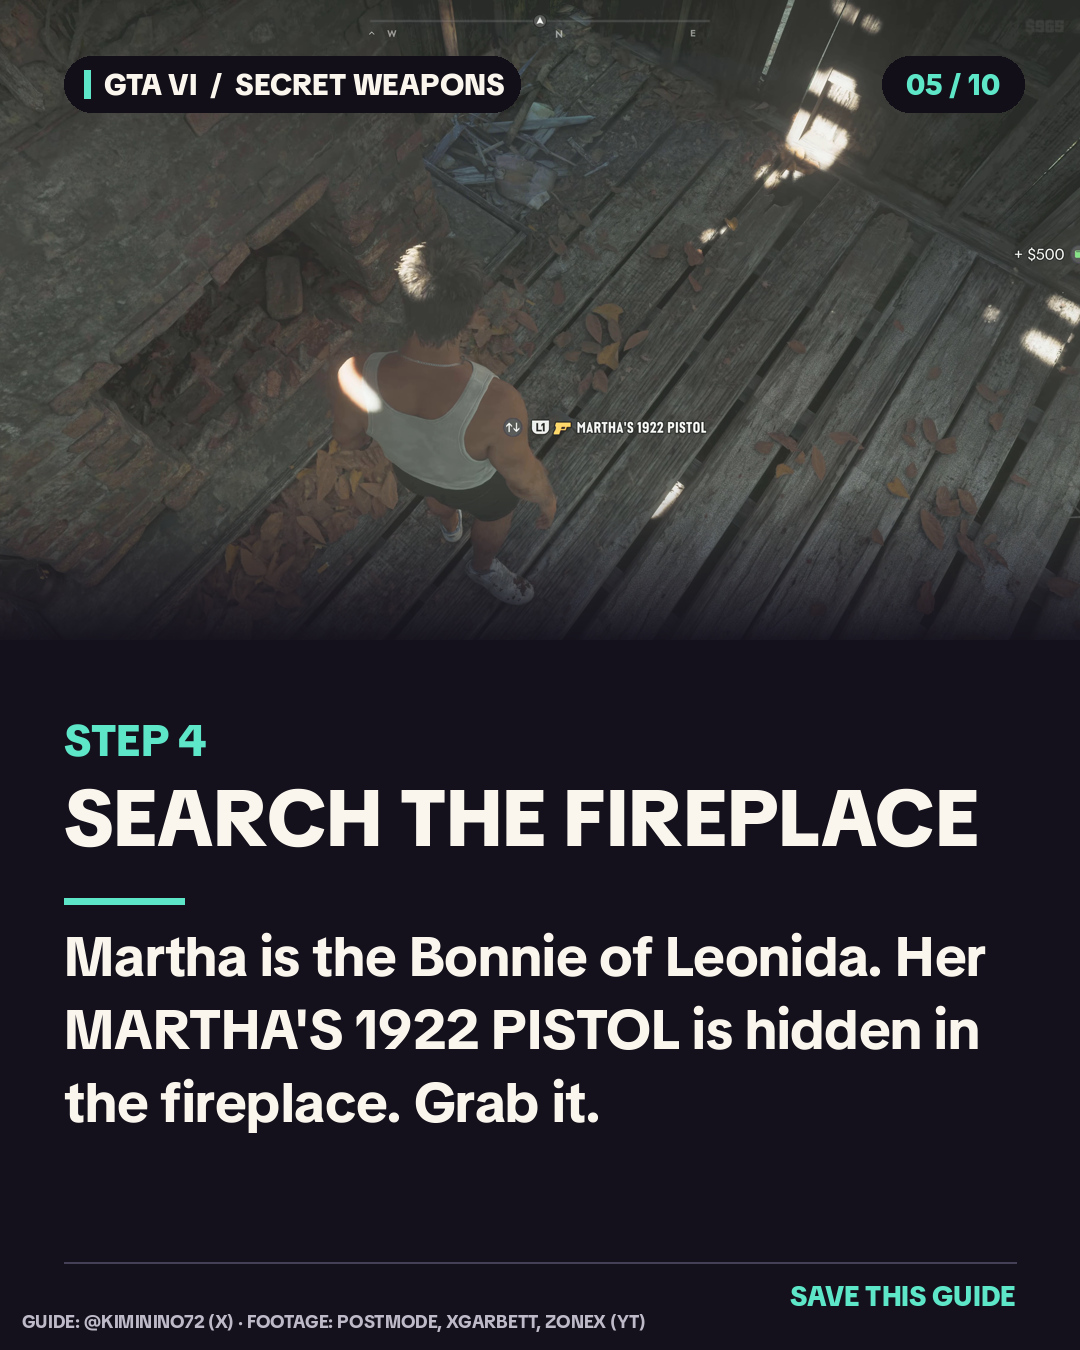 W N E
$969
GTA VI / SECRET WEAPONS
05 / 10
+ $500
L1 MARTHA'S 1922 PISTOL
STEP 4
SEARCH THE FIREPLACE
Martha is the Bonnie of Leonida. Her
MARTHA'S 1922 PISTOL is hidden in
the fireplace. Grab it.
SAVE THIS GUIDE
GUIDE: @KIMININO72 (X) · FOOTAGE: POSTMODE, XGARBETT, ZONEX (YT)